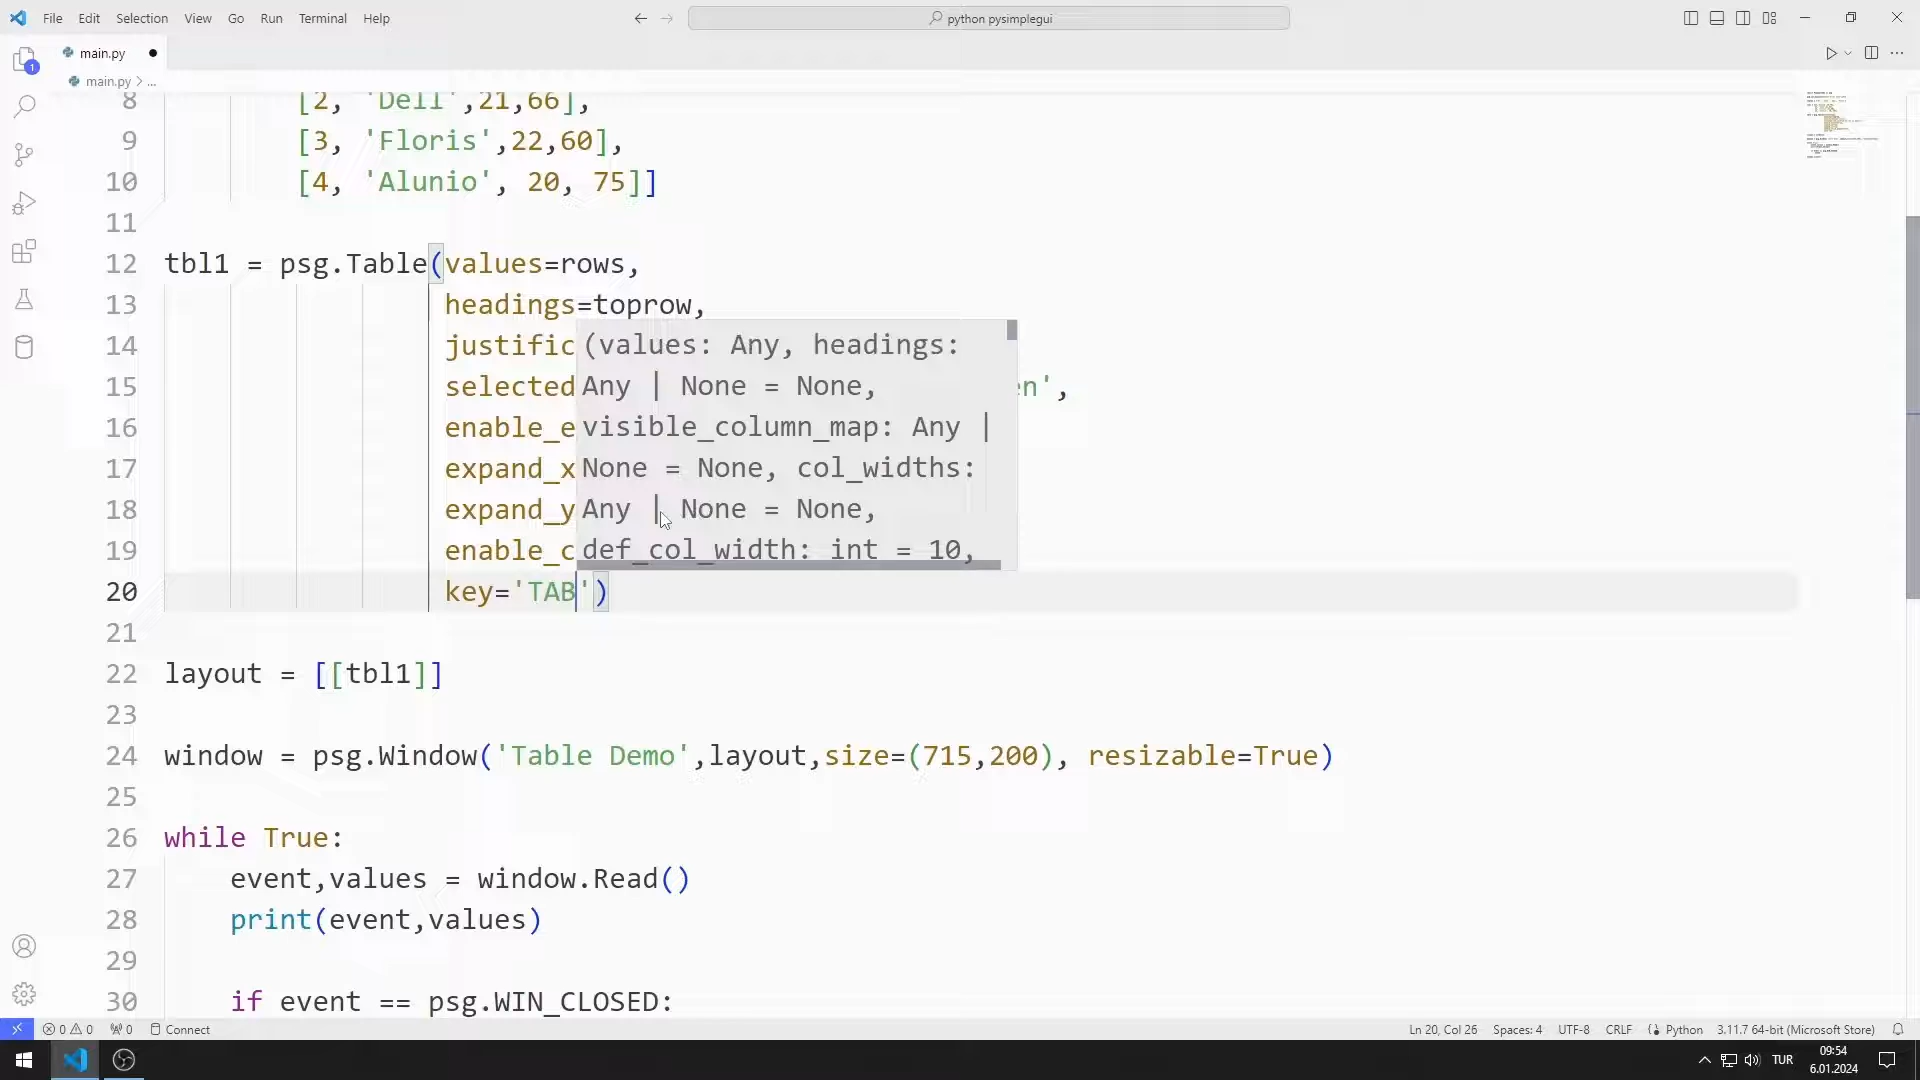 File Edit Selection View Go Run Terminal Help
python pysimplegui
main.py
main.py > ...
1
8 [2, 'Dell',21,66],
9 [3, 'Floris',22,60],
10 [4, 'Alunio', 20, 75]]
11
12 tbl1 = psg.Table(values=rows,
13 headings=toprow,
14 justific
15 selected en',
16 enable_e
17 expand_x
18 expand_y
19 enable_c
20 key='TAB')
(values: Any, headings:
Any | None = None,
visible_column_map: Any |
None = None, col_widths:
Any | None = None,
def_col_width: int = 10,
21
22 layout = [[tbl1]]
23
24 window = psg.Window('Table Demo',layout,size=(715,200), resizable=True)
25
26 while True:
27 event,values = window.Read()
28 print(event,values)
29
30 if event == psg.WIN_CLOSED:
0 0 0 Connect Ln 20, Col 26 Spaces: 4 UTF-8 CRLF Python 3.11.7 64-bit (Microsoft Store)
TUR 09:54
6.01.2024